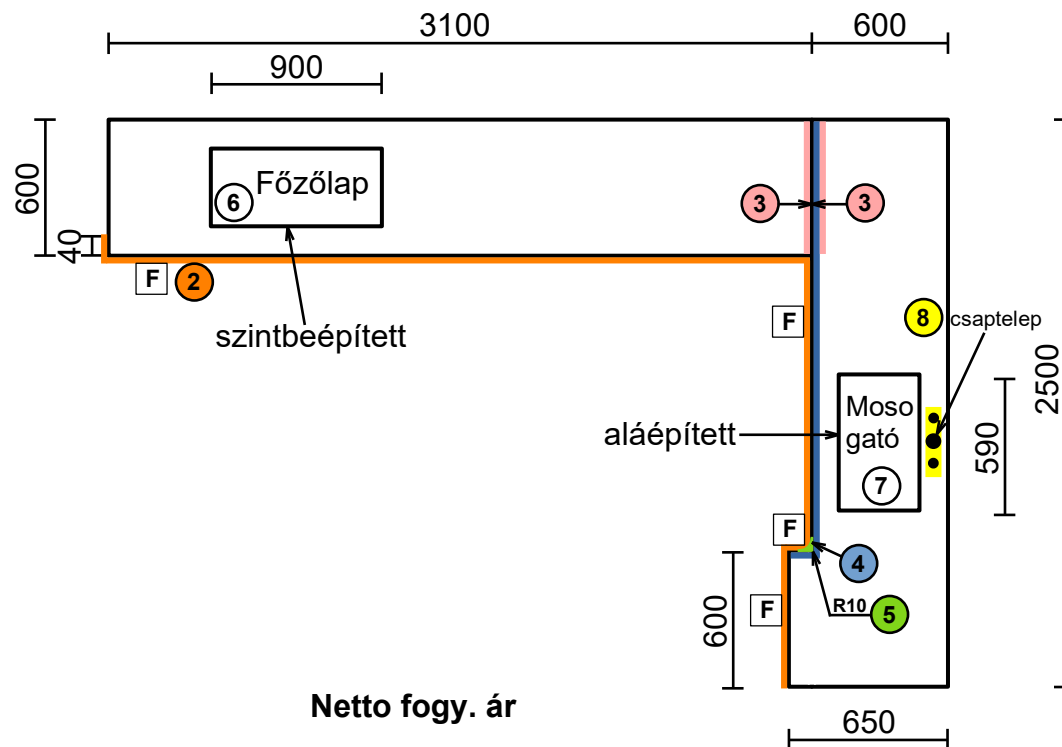 3100
600
900
600
Főzőlap
6
3
3
40
F
2
szintbeépített
F
8
csaptelep
2500
Moso
gató
aláépített
590
7
F
4
600
F
R10
5
Netto fogy. ár
650